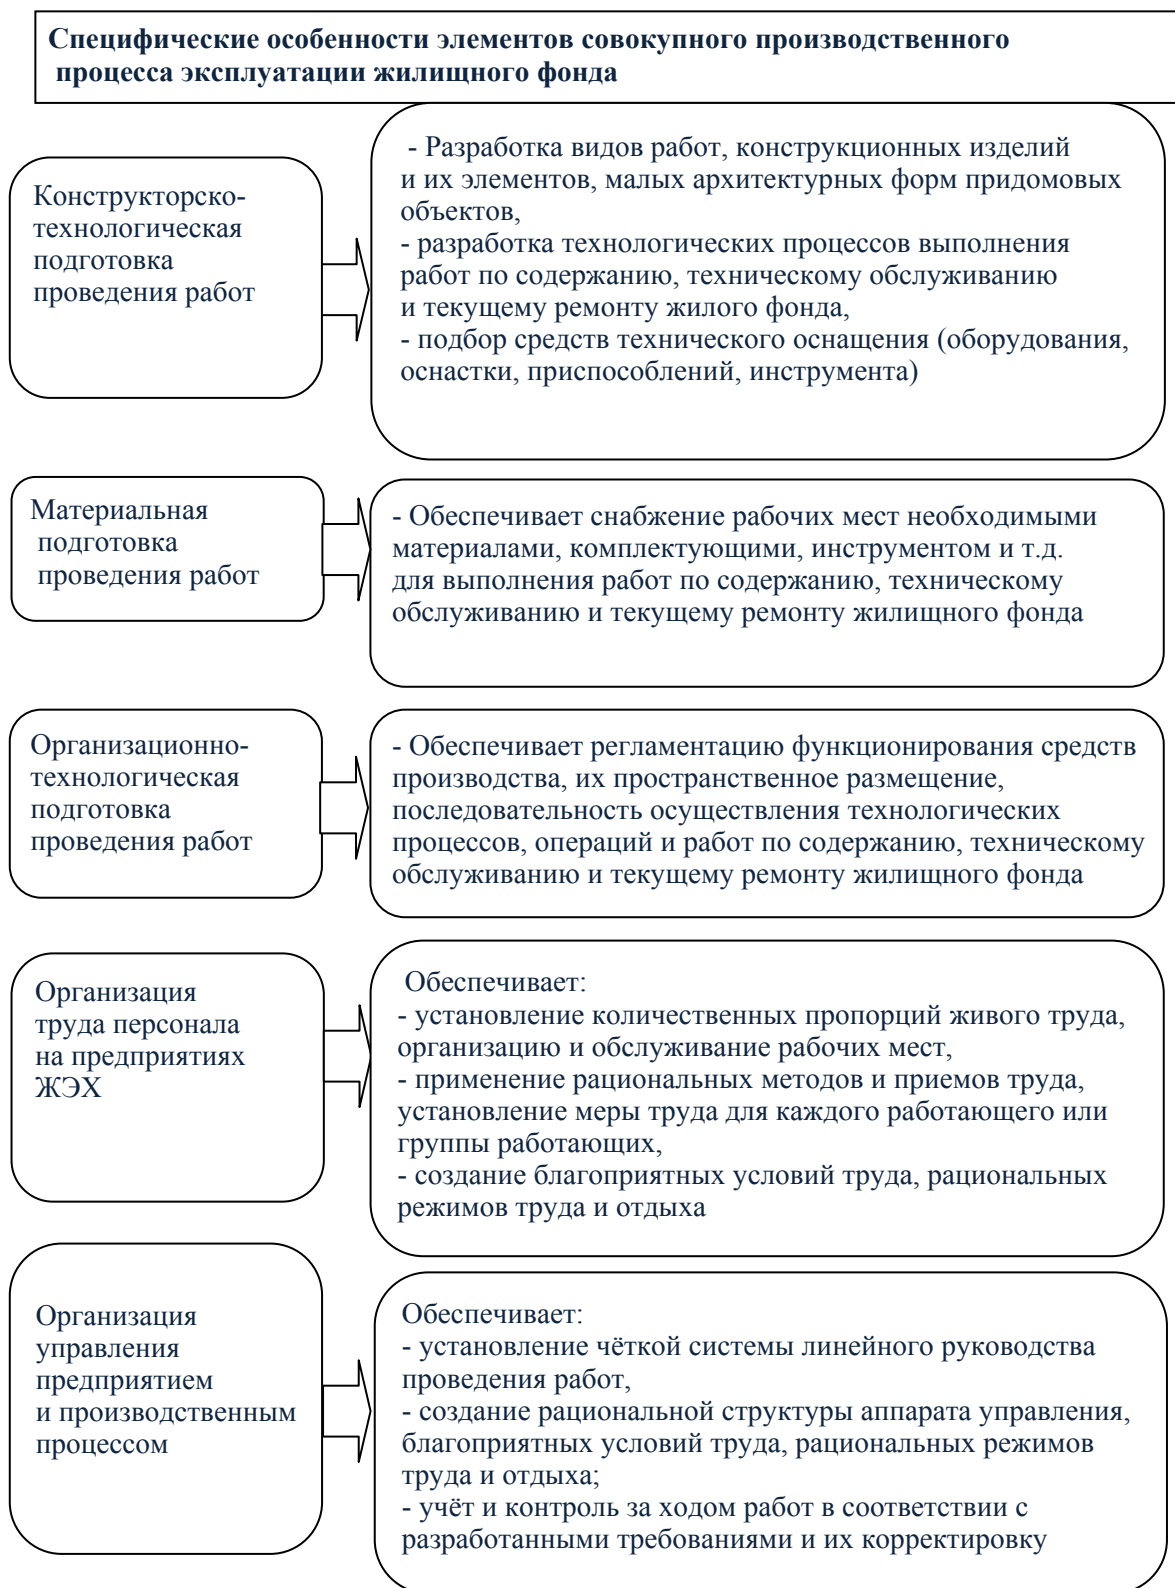 Специфические особенности элементов совокупного производственного
процесса эксплуатации жилищного фонда
Конструкторско-
технологическая
подготовка
проведения работ
- Разработка видов работ, конструкционных изделий
и их элементов, малых архитектурных форм придомовых
объектов,
- разработка технологических процессов выполнения
работ по содержанию, техническому обслуживанию
и текущему ремонту жилого фонда,
- подбор средств технического оснащения (оборудования,
оснастки, приспособлений, инструмента)
Материальная
подготовка
проведения работ
- Обеспечивает снабжение рабочих мест необходимыми
материалами, комплектующими, инструментом и т.д.
для выполнения работ по содержанию, техническому
обслуживанию и текущему ремонту жилищного фонда
Организационно-
технологическая
подготовка
проведения работ
- Обеспечивает регламентацию функционирования средств
производства, их пространственное размещение,
последовательность осуществления технологических
процессов, операций и работ по содержанию, техническому
обслуживанию и текущему ремонту жилищного фонда
Организация
труда персонала
на предприятиях
ЖЭХ
Обеспечивает:
- установление количественных пропорций живого труда,
организацию и обслуживание рабочих мест,
- применение рациональных методов и приемов труда,
установление меры труда для каждого работающего или
группы работающих,
- создание благоприятных условий труда, рациональных
режимов труда и отдыха
Организация
управления
предприятием
и производственным
процессом
Обеспечивает:
- установление чёткой системы линейного руководства
проведения работ,
- создание рациональной структуры аппарата управления,
благоприятных условий труда, рациональных режимов
труда и отдыха;
- учёт и контроль за ходом работ в соответствии с
разработанными требованиями и их корректировку